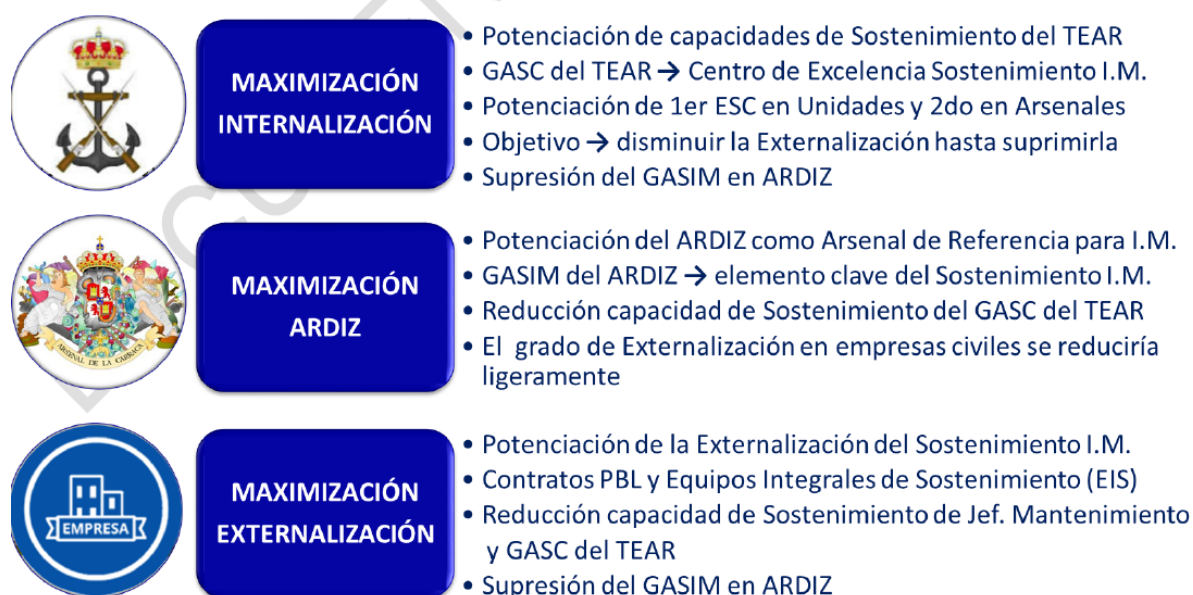 • Potenciación de capacidades de Sostenimiento del TEAR
• GASC del TEAR → Centro de Excelencia Sostenimiento I.M.
MAXIMIZACIÓN
INTERNALIZACIÓN
• Potenciación de 1er ESC en Unidades y 2do en Arsenales
• Objetivo → disminuir la Externalización hasta suprimirla
• Supresión del GASIM en ARDIZ
• Potenciación del ARDIZ como Arsenal de Referencia para I.M.
• GASIM del ARDIZ → elemento clave del Sostenimiento I.M.
MAXIMIZACIÓN
ARDIZ
• Reducción capacidad de Sostenimiento del GASC del TEAR
• El grado de Externalización en empresas civiles se reduciría
ligeramente
ARSENAL DE LA CARRACA
• Potenciación de la Externalización del Sostenimiento I.M.
• Contratos PBL y Equipos Integrales de Sostenimiento (EIS)
EMPRESA
MAXIMIZACIÓN
EXTERNALIZACIÓN
• Reducción capacidad de Sostenimiento de Jef. Mantenimiento
y GASC del TEAR
• Supresión del GASIM en ARDIZ